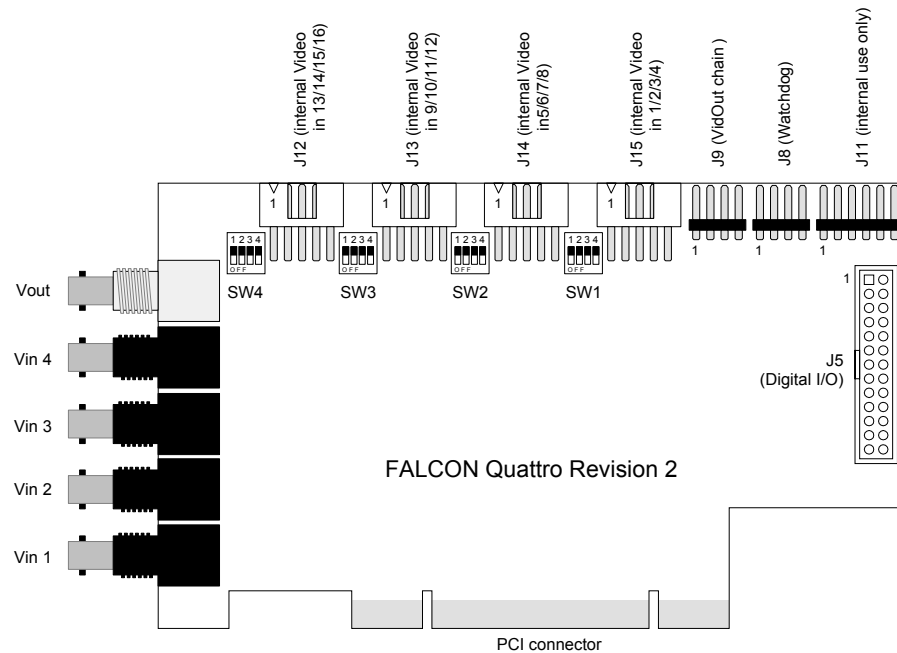 J12 (internal Video
in 13/14/15/16)
J13 (internal Video
in 9/10/11/12)
J14 (internal Video
in5/6/7/8)
J15 (internal Video
in 1/2/3/4)
J9 (VidOut chain )
J8 (Watchdog)
J11 (internal use only)
1
1
1
1
1
1
1
1 2 3 4
OFF
SW4
1 2 3 4
OFF
SW3
1 2 3 4
OFF
SW2
1 2 3 4
OFF
SW1
1
J5
(Digital I/O)
Vout
Vin 4
Vin 3
Vin 2
Vin 1
FALCON Quattro Revision 2
PCI connector